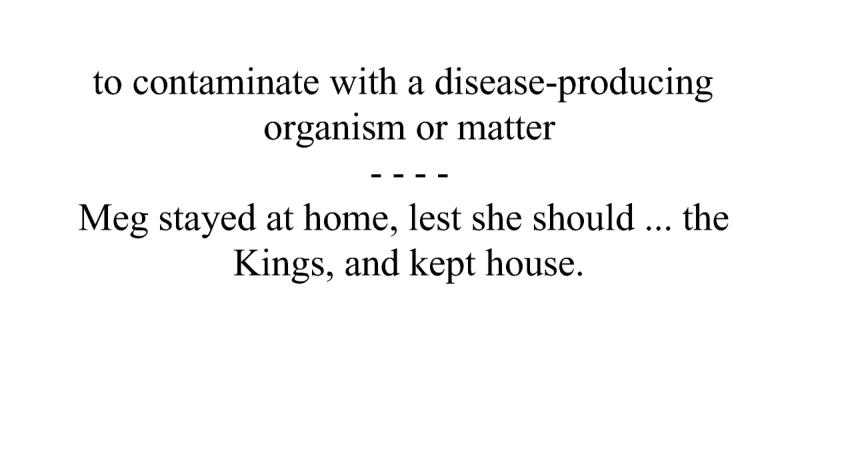 to contaminate with a disease-producing
organism or matter
- - - -
Meg stayed at home, lest she should ... the
Kings, and kept house.